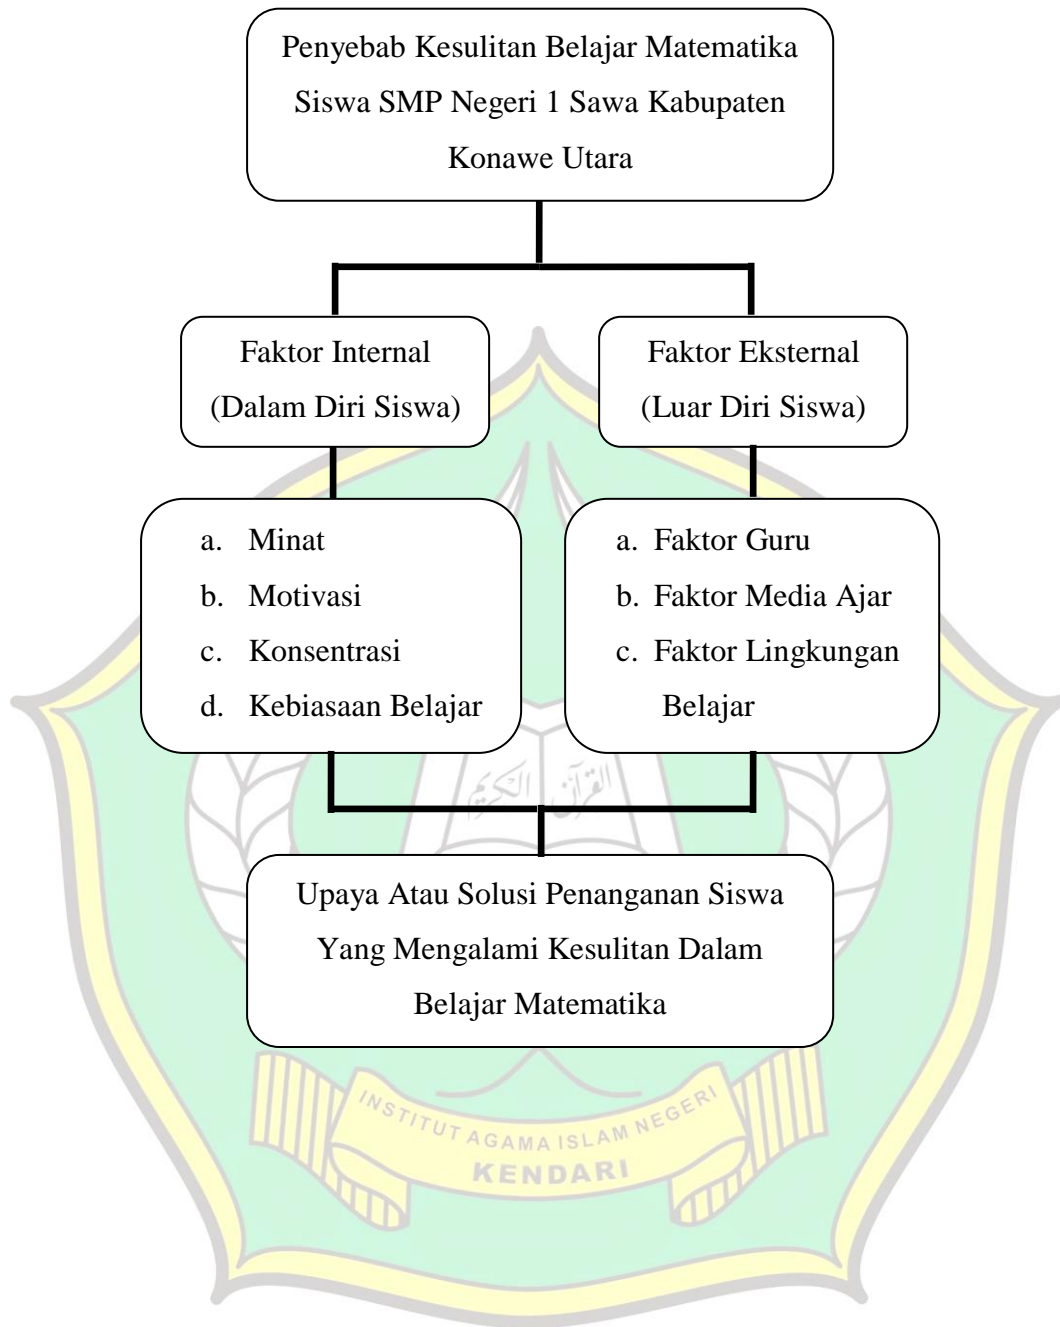 Penyebab Kesulitan Belajar Matematika
Siswa SMP Negeri 1 Sawa Kabupaten
Konawe Utara
Faktor Internal
(Dalam Diri Siswa)
Faktor Eksternal
(Luar Diri Siswa)
a. Minat
b. Motivasi
c. Konsentrasi
d. Kebiasaan Belajar
a. Faktor Guru
b. Faktor Media Ajar
c. Faktor Lingkungan
Belajar
القرآن الكريم
Upaya Atau Solusi Penanganan Siswa
Yang Mengalami Kesulitan Dalam
Belajar Matematika
INSTITUT AGAMA ISLAM NEGERI
KENDARI